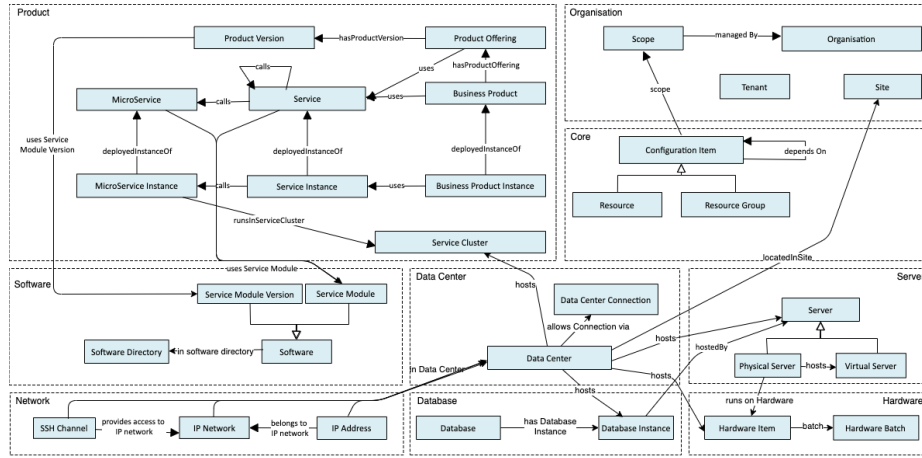 Product
Organisation
Product Version
hasProductVersion
Product Offering
Scope
managed By
Organisation
calls
uses
hasProductOffering
MicroService
calls
Service
uses
Business Product
Tenant
Site
scope
uses Service
Module Version
deployedInstanceOf
deployedInstanceOf
deployedInstanceOf
Core
Configuration Item
depends On
MicroService Instance
calls
Service Instance
uses
Business Product Instance
Resource
Resource Group
runsInServiceCluster
Service Cluster
locatedInSite
uses Service Module
hosts
Software
Data Center
Server
Service Module Version
Service Module
Data Center Connection
Server
allows Connection via
hosts
hostedBy
Software Directory
in software directory
Software
Data Center
in Data Center
hosts
hosts
Physical Server
hosts
Virtual Server
Network
Database
Hardware
runs on Hardware
SSH Channel
provides access to
IP network
IP Network
belongs to
IP network
IP Address
Database
has Database
Instance
Database Instance
Hardware Item
batch
Hardware Batch